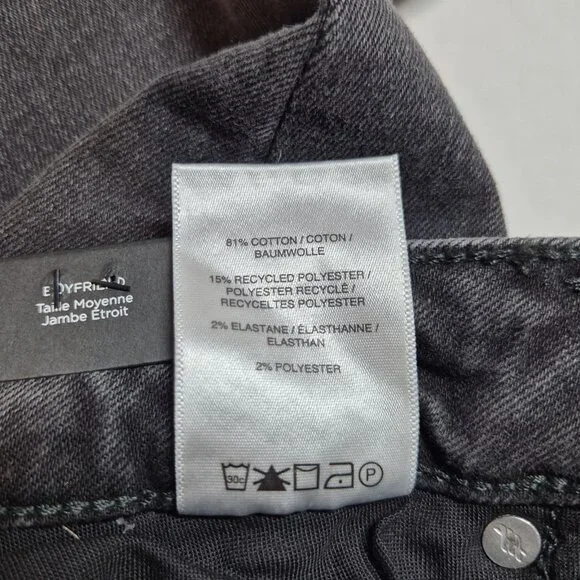 BOYFRIEND
Taille Moyenne
Jambe Étroit
81% COTTON / COTON /
BAUMWOLLE
15% RECYCLED POLYESTER /
POLYESTER RECYCLÉ /
RECYCELTES POLYESTER
2% ELASTANE / ÉLASTHANNE /
ELASTHAN
2% POLYESTER
30c
P